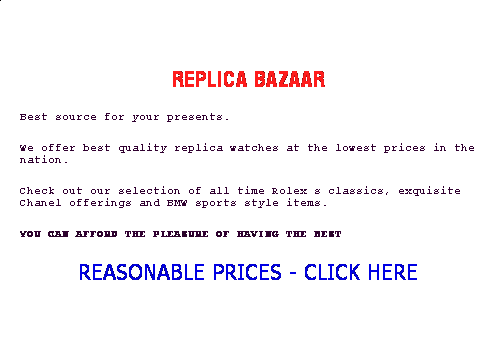 REPLICA BAZAAR
Best source for your presents.
We offer best quality replica watches at the lowest prices in the
nation.
Check out our selection of all time Rolex s classics, exquisite
Chanel offerings and BMW sports style items.
YOU CAN AFFORD THE PLEASURE OF HAVING THE BEST
REASONABLE PRICES - CLICK HERE